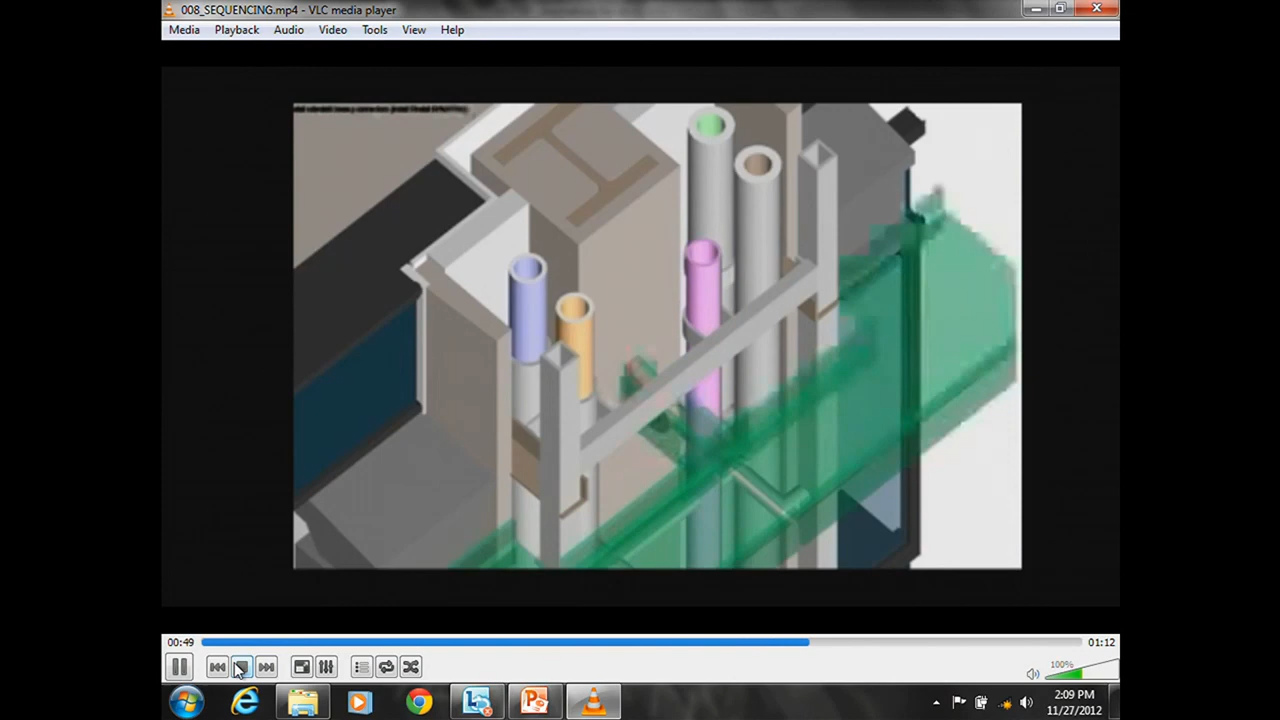 008_SEQUENCING.mp4 - VLC media player
Media Playback Audio Video Tools View Help
00:49
01:12
100%
2:09 PM
11/27/2012